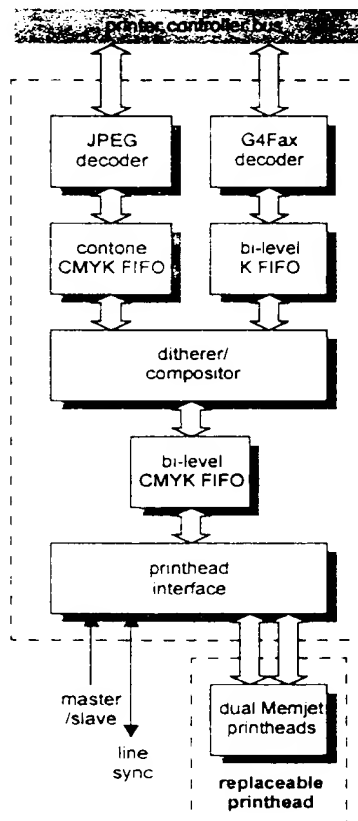 printer controller bus
JPEG
decoder
G4Fax
decoder
contone
CMYK FIFO
bi-level
K FIFO
ditherer/
compositor
bi-level
CMYK FIFO
printhead
interface
master
/slave
line
sync
dual Memjet
printheads
replaceable
printhead